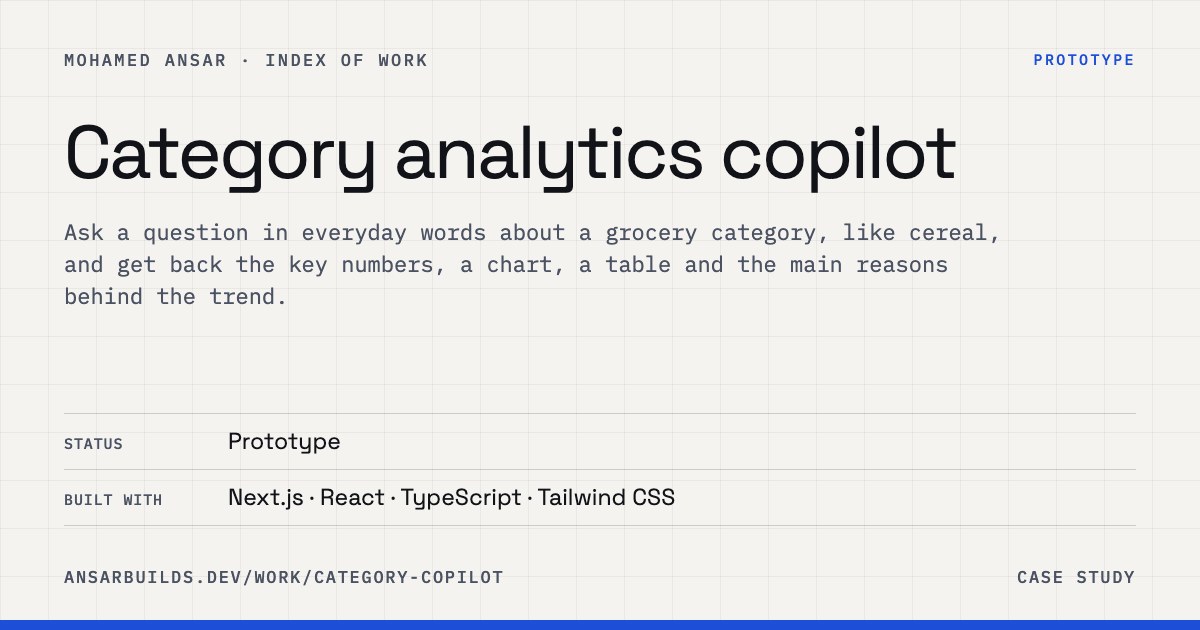 MOHAMED ANSAR · INDEX OF WORK
PROTOTYPE
Category analytics copilot
Ask a question in everyday words about a grocery category, like cereal,
and get back the key numbers, a chart, a table and the main reasons
behind the trend.
STATUS Prototype
BUILT WITH Next.js · React · TypeScript · Tailwind CSS
ANSARBUILDS.DEV/WORK/CATEGORY-COPILOT
CASE STUDY